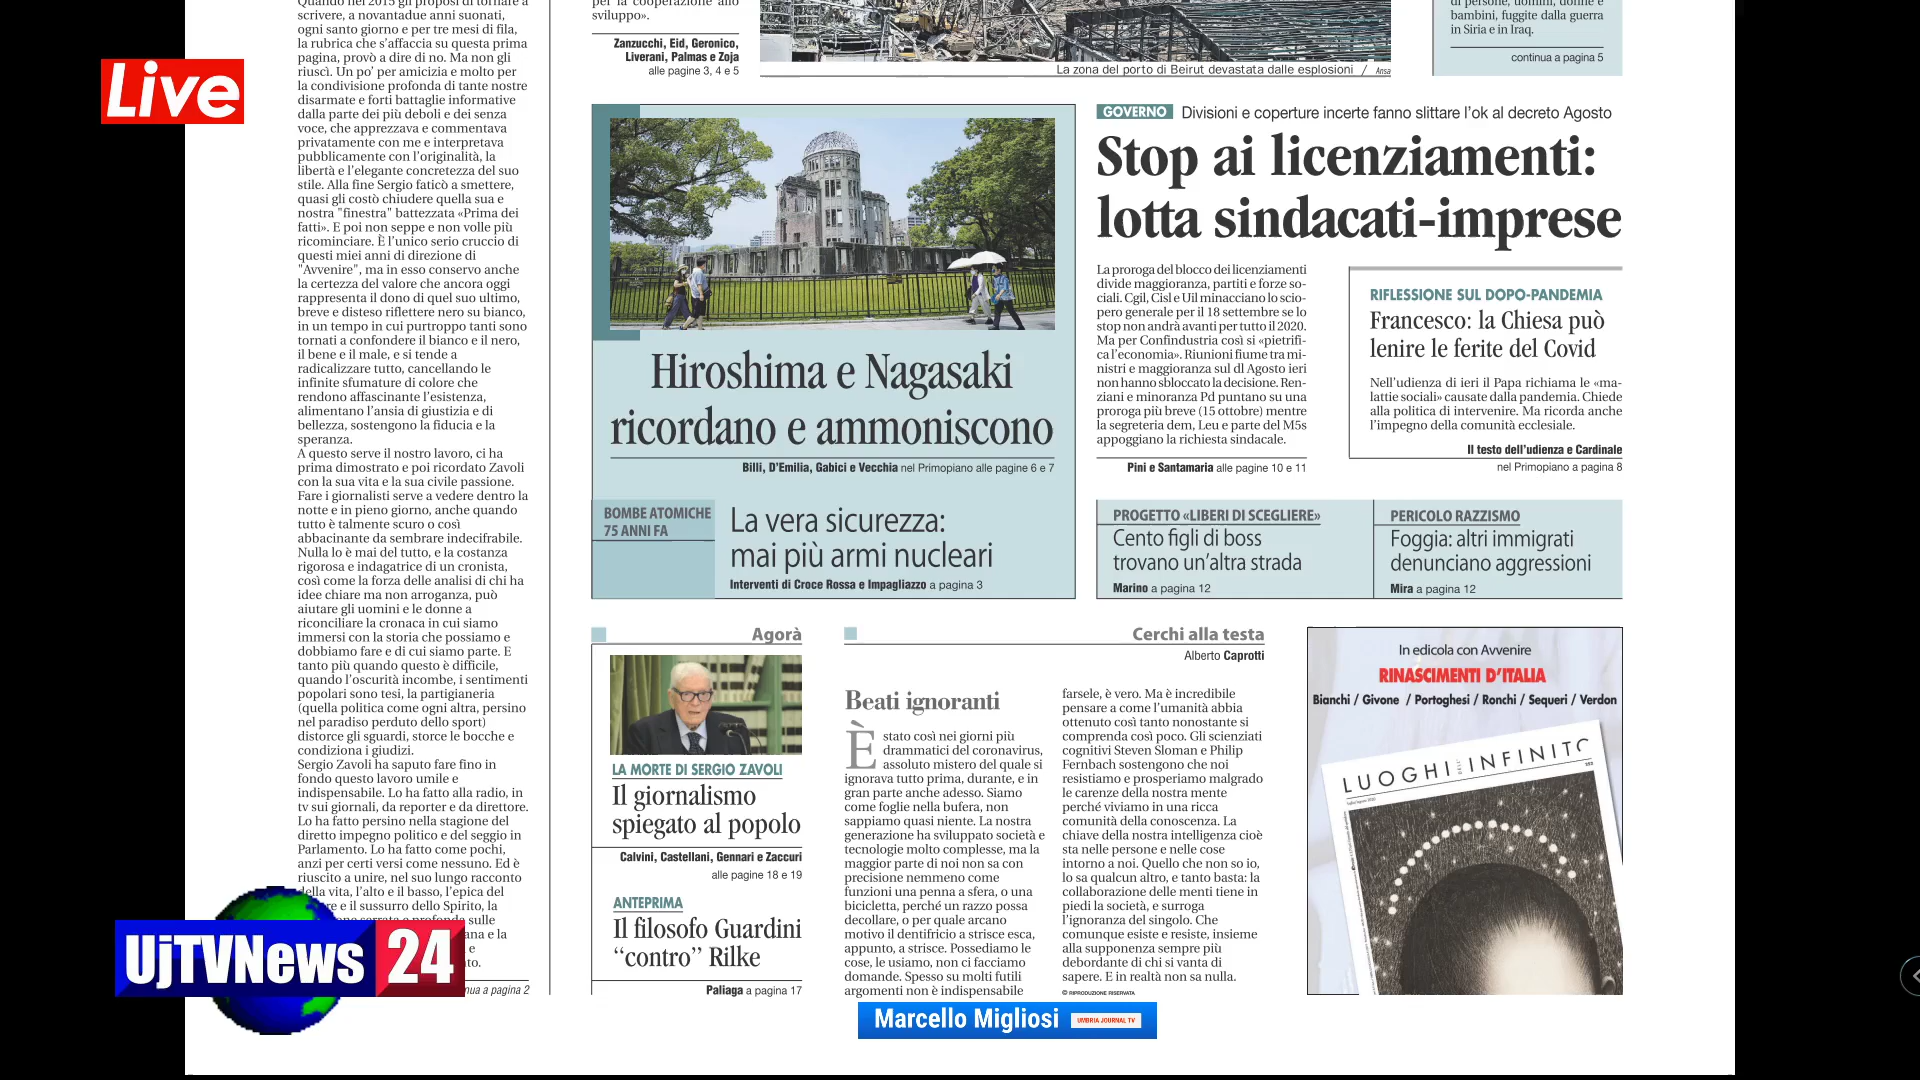 Quando nel 2015 gli proposi di tornare a
scrivere, a novantadue anni suonati,
ogni santo giorno e per tre mesi di fila,
la rubrica che s'affaccia su questa prima
pagina, provò a dire di no. Ma non gli
riuscì. Un po' per amicizia e molto per
la condivisione profonda di tante nostre
disarmate e forti battaglie informative
dalla parte dei più deboli e dei senza
voce, che apprezzava e commentava
privatamente con me e interpretava
pubblicamente con l'originalità, la
libertà e l'elegante concretezza del suo
stile. Alla fine Sergio faticò a smettere,
quasi gli costò chiudere quella sua e
nostra "finestra" battezzata «Prima dei
fatti». E poi non seppe e non volle più
ricominciare. È l'unico serio cruccio di
questi miei anni di direzione di
"Avvenire", ma in esso conservo anche
la certezza del valore che ancora oggi
rappresenta il dono di quel suo ultimo,
breve e disteso riflettere nero su bianco,
in un tempo in cui purtroppo tanti sono
tornati a confondere il bianco e il nero,
il bene e il male, e si tende a
radicalizzare tutto, cancellando le
infinite sfumature di colore che
rendono affascinante l'esistenza,
alimentano l'ansia di giustizia e di
bellezza, sostengono la fiducia e la
speranza.
A questo serve il nostro lavoro, ci ha
prima dimostrato e poi ricordato Zavoli
con la sua vita e la sua civile passione.
Fare i giornalisti serve a vedere dentro la
notte e in pieno giorno, anche quando
tutto è talmente scuro o così
abbacinante da sembrare indecifrabile.
Nulla lo è mai del tutto, e la costanza
rigorosa e indagatrice di un cronista,
così come la forza delle analisi di chi ha
idee chiare ma non arroganza, può
aiutare gli uomini e le donne a
riconciliare la cronaca in cui siamo
immersi con la storia che possiamo e
dobbiamo fare e di cui siamo parte. E
tanto più quando questo è difficile,
quando l'oscurità incombe, i sentimenti
popolari sono tesi, la partigianeria
(quella politica come ogni altra, persino
nel paradiso perduto dello sport)
distorce gli sguardi, storce le bocche e
condiziona i giudizi.
Sergio Zavoli ha saputo fare fino in
fondo questo lavoro umile e
indispensabile. Lo ha fatto alla radio, in
tv sui giornali, da reporter e da direttore.
Lo ha fatto persino nella stagione del
diretto impegno politico e del seggio in
Parlamento. Lo ha fatto come pochi,
anzi per certi versi come nessuno. Ed è
riuscito a unire, nel suo lungo racconto
della vita, l'alto e il basso, l'epica del
e il sussurro dello Spirito, la
sulle
e la
e
pagina 2
per la cooperazione allo
sviluppo».
Zanzucchi, Eid, Geronico,
Liverani, Palmas e Zoja
alle pagine 3, 4 e 5
La zona del porto di Beirut devastata dalle esplosioni / Ansa
di persone, uomini, donne e
bambini, fuggite dalla guerra
in Siria e in Iraq.
continua a pagina 5
Live
Hiroshima e Nagasaki
ricordano e ammoniscono
Billi, D'Emilia, Gabici e Vecchia nel Primopiano alle pagine 6 e 7
BOMBE ATOMICHE
75 ANNI FA
La vera sicurezza:
mai più armi nucleari
Interventi di Croce Rossa e Impagliazzo a pagina 3
GOVERNO Divisioni e coperture incerte fanno slittare l'ok al decreto Agosto
Stop ai licenziamenti:
lotta sindacati-imprese
La proroga del blocco dei licenziamenti
divide maggioranza, partiti e forze so-
ciali. Cgil, Cisl e Uil minacciano lo scio-
pero generale per il 18 settembre se lo
stop non andrà avanti per tutto il 2020.
Ma per Confindustria così si «pietrifi-
ca l'economia». Riunioni fiume tra mi-
nistri e maggioranza sul dl Agosto ieri
non hanno sbloccato la decisione. Ren-
ziani e minoranza Pd puntano su una
proroga più breve (15 ottobre) mentre
la segreteria dem, Leu e parte del M5s
appoggiano la richiesta sindacale.
Pini e Santamaria alle pagine 10 e 11
RIFLESSIONE SUL DOPO-PANDEMIA
Francesco: la Chiesa può
lenire le ferite del Covid
Nell'udienza di ieri il Papa richiama le «ma-
lattie sociali» causate dalla pandemia. Chiede
alla politica di intervenire. Ma ricorda anche
l'impegno della comunità ecclesiale.
Il testo dell'udienza e Cardinale
nel Primopiano a pagina 8
PROGETTO «LIBERI DI SCEGLIERE»
Cento figli di boss
trovano un'altra strada
Marino a pagina 12
PERICOLO RAZZISMO
Foggia: altri immigrati
denunciano aggressioni
Mira a pagina 12
Agorà
LA MORTE DI SERGIO ZAVOLI
Il giornalismo
spiegato al popolo
Calvini, Castellani, Gennari e Zaccuri
alle pagine 18 e 19
ANTEPRIMA
Il filosofo Guardini
“contro” Rilke
Paliaga a pagina 17
Cerchi alla testa
Alberto Caprotti
Beati ignoranti
È stato così nei giorni più
drammatici del coronavirus,
assoluto mistero del quale si
ignorava tutto prima, durante, e in
gran parte anche adesso. Siamo
come foglie nella bufera, non
sappiamo quasi niente. La nostra
generazione ha sviluppato società e
tecnologie molto complesse, ma la
maggior parte di noi non sa con
precisione nemmeno come
funzioni una penna a sfera, o una
bicicletta, perché un razzo possa
decollare, o per quale arcano
motivo il dentifricio a strisce esca,
appunto, a strisce. Possediamo le
cose, le usiamo, non ci facciamo
domande. Spesso su molti futili
argomenti non è indispensabile
farsele, è vero. Ma è incredibile
pensare a come l'umanità abbia
ottenuto così tanto nonostante si
comprenda così poco. Gli scienziati
cognitivi Steven Sloman e Philip
Fernbach sostengono che noi
resistiamo e prosperiamo malgrado
le carenze della nostra mente
perché viviamo in una ricca
comunità della conoscenza. La
chiave della nostra intelligenza cioè
sta nelle persone e nelle cose
intorno a noi. Quello che non so io,
lo sa qualcun altro, e tanto basta: la
collaborazione delle menti tiene in
piedi la società, e surroga
l'ignoranza del singolo. Che
comunque esiste e resiste, insieme
alla supponenza sempre più
debordante di chi si vanta di
sapere. E in realtà non sa nulla.
© RIPRODUZIONE RISERVATA
In edicola con Avvenire
RINASCIMENTI D'ITALIA
Bianchi / Givone / Portoghesi / Ronchi / Sequeri / Verdon
LUOGHI DELL'INFINITO
UjTVNews 24
Marcello Migliosi UMBRIA JOURNAL TV